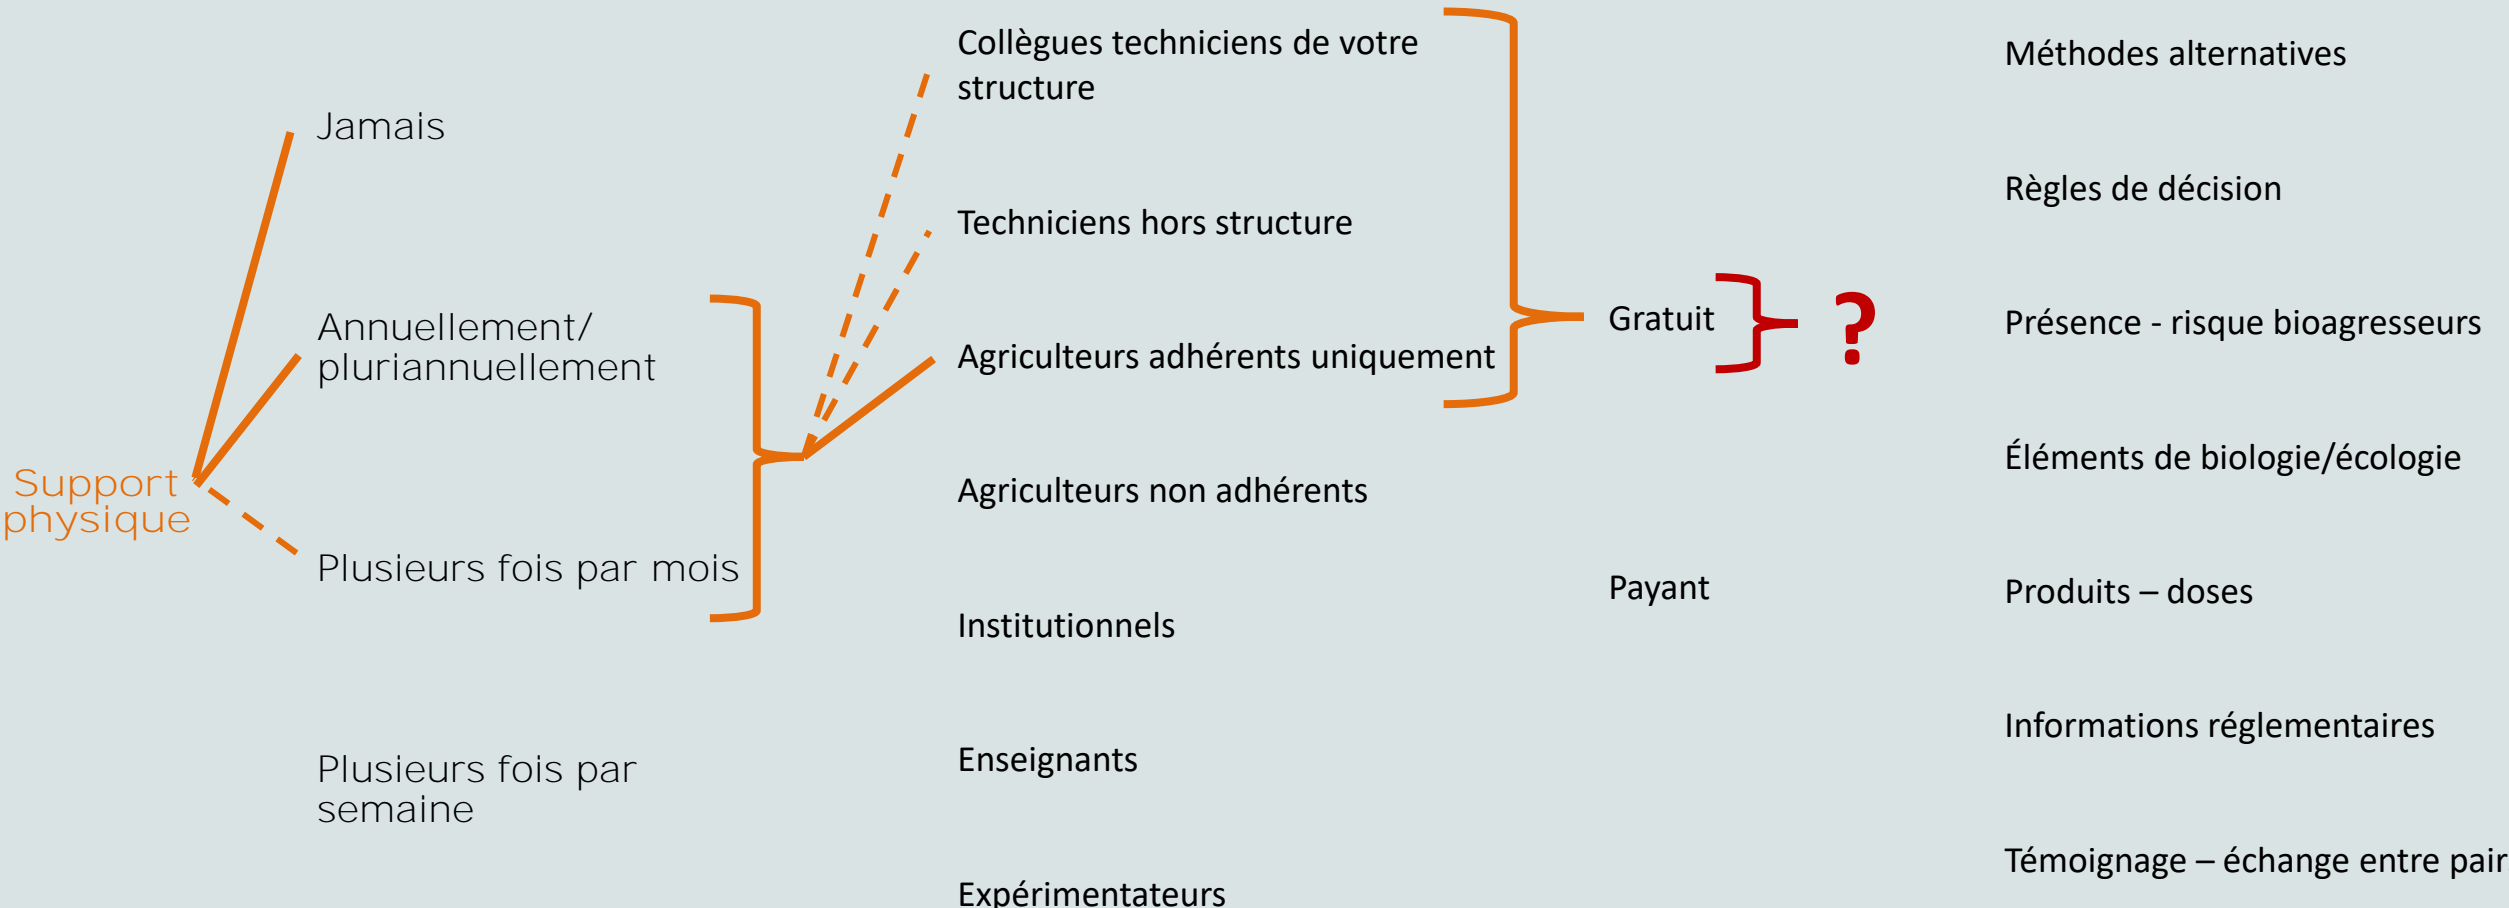 Support
physique
Jamais
Annuellement/
pluriannuellement
Plusieurs fois par mois
Plusieurs fois par
semaine
Collègues techniciens de votre
structure
Techniciens hors structure
Agriculteurs adhérents uniquement
Agriculteurs non adhérents
Institutionnels
Enseignants
Expérimentateurs
Gratuit
Payant
?
Méthodes alternatives
Règles de décision
Présence - risque bioagresseurs
Éléments de biologie/écologie
Produits – doses
Informations réglementaires
Témoignage – échange entre pair